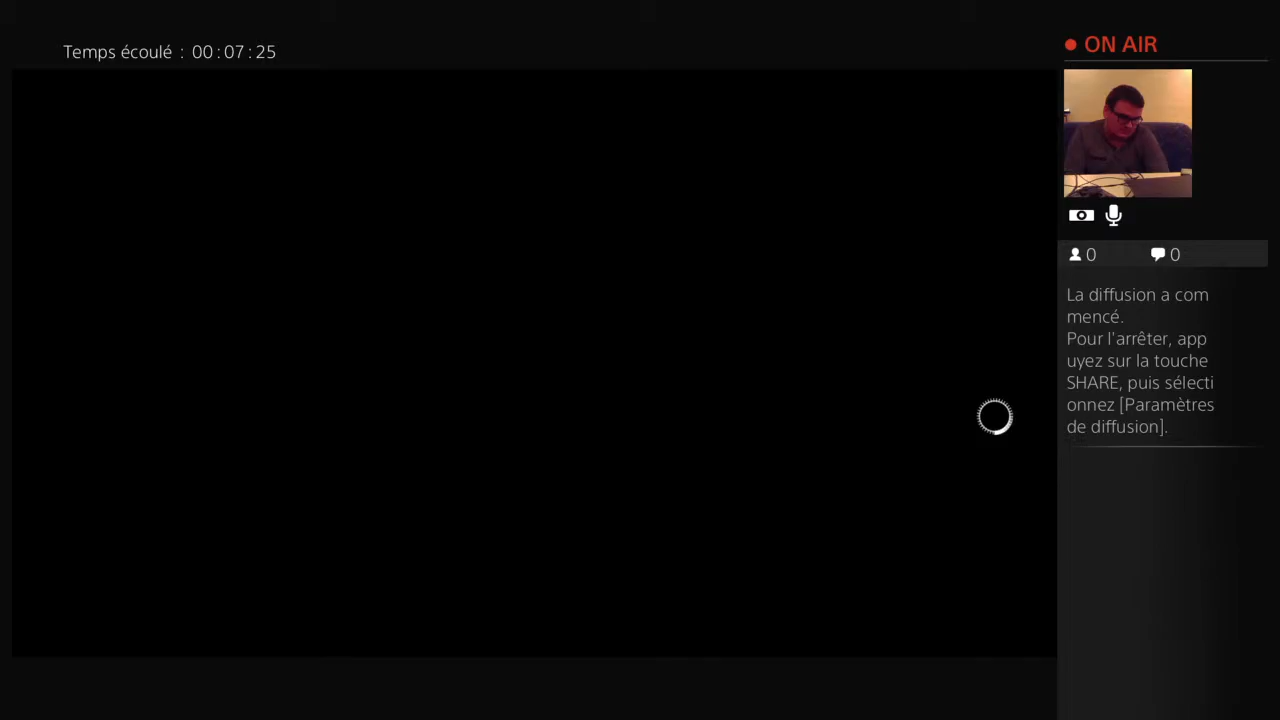 Temps écoulé : 00:07:25
ON AIR
0 0
La diffusion a com
mencé.
Pour l'arrêter, app
uyez sur la touche
SHARE, puis sélecti
onnez [Paramètres
de diffusion].